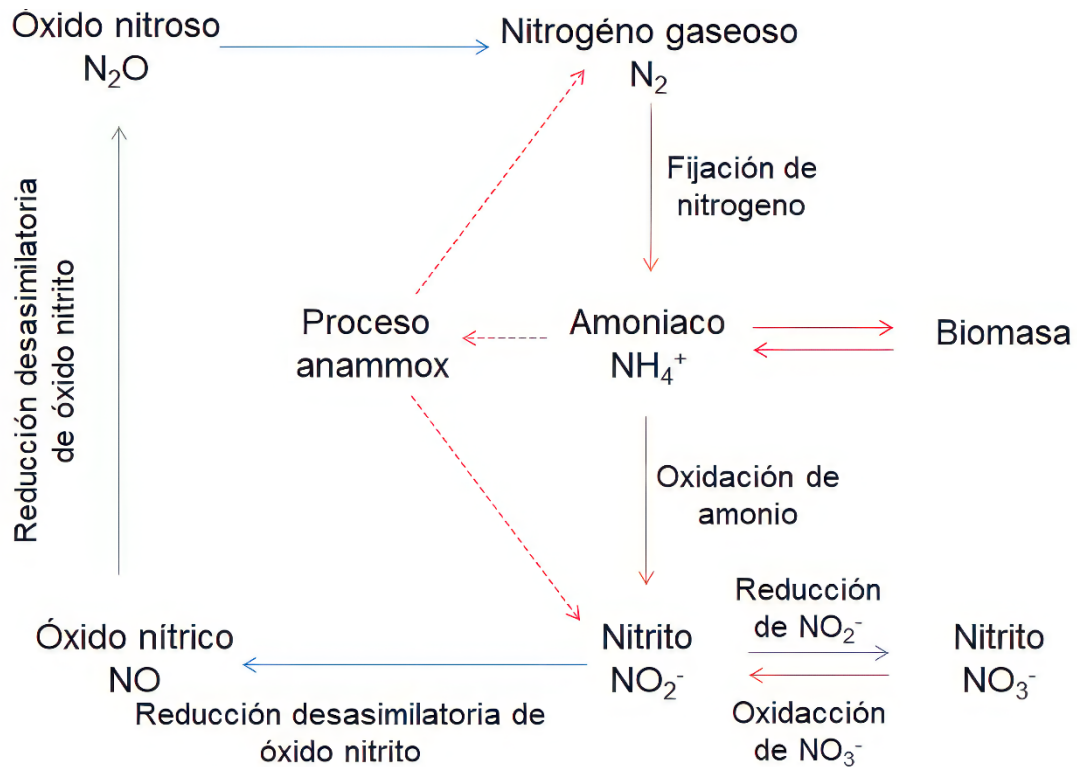 Óxido nitroso
N₂O
Nitrogéno gaseoso
N₂
Fijación de
nitrogeno
Reducción desasimilatoria
de óxido nitrito
Proceso
anammox
Amoniaco
NH₄⁺
Biomasa
Oxidación de
amonio
Óxido nítrico
NO
Reducción desasimilatoria de
óxido nitrito
Nitrito
NO₂⁻
Reducción
de NO₂⁻
Oxidacción
de NO₃⁻
Nitrito
NO₃⁻